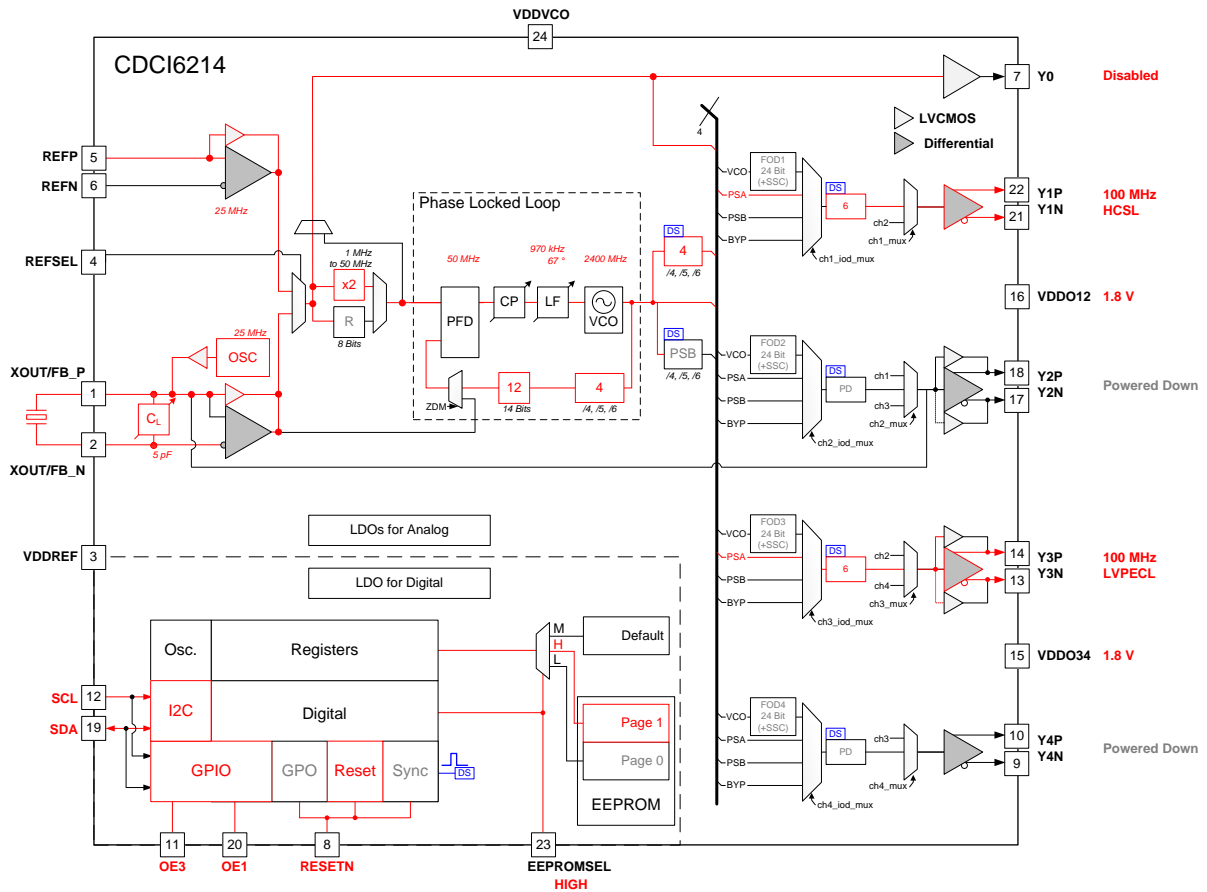 VDDVCO
24
CDCI6214
7
Y0
Disabled
LVCMOS
Differential
4
REFP
5
REFN
6
25 MHz
REFSEL
4
Phase Locked Loop
1 MHz
to 50 MHz
x2
R
8 Bits
50 MHz
PFD
CP
970 kHz
67 °
LF
2400 MHz
VCO
ZDM
12
14 Bits
4
/4, /5, /6
DS
4
/4, /5, /6
DS
PSB
/4, /5, /6
25 MHz
OSC
XOUT/FB_P
1
CL
5 pF
2
XOUT/FB_N
VCO
FOD1
24 Bit
(+SSC)
PSA
PSB
BYP
DS
6
ch2
ch1_mux
ch1_iod_mux
22
Y1P
21
Y1N
100 MHz
HCSL
16
VDDO12
1.8 V
VCO
FOD2
24 Bit
(+SSC)
PSA
PSB
BYP
DS
PD
ch1
ch3
ch2_mux
ch2_iod_mux
18
Y2P
17
Y2N
Powered Down
VCO
FOD3
24 Bit
(+SSC)
PSA
PSB
BYP
DS
6
ch2
ch4
ch3_mux
ch3_iod_mux
14
Y3P
13
Y3N
100 MHz
LVPECL
15
VDDO34
1.8 V
VCO
FOD4
24 Bit
(+SSC)
PSA
PSB
BYP
DS
PD
ch3
ch4_mux
ch4_iod_mux
10
Y4P
9
Y4N
Powered Down
VDDREF
3
LDOs for Analog
LDO for Digital
Osc.
Registers
I2C
Digital
GPIO
GPO
Reset
Sync
DS
SCL
12
SDA
19
M
H
L
Default
Page 1
Page 0
EEPROM
11
OE3
20
OE1
8
RESETN
23
EEPROMSEL
HIGH